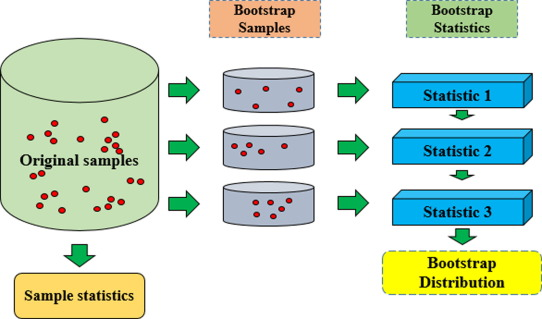 Bootstrap
Samples
Bootstrap
Statistics
Original samples
Statistic 1
Statistic 2
Statistic 3
Sample statistics
Bootstrap
Distribution